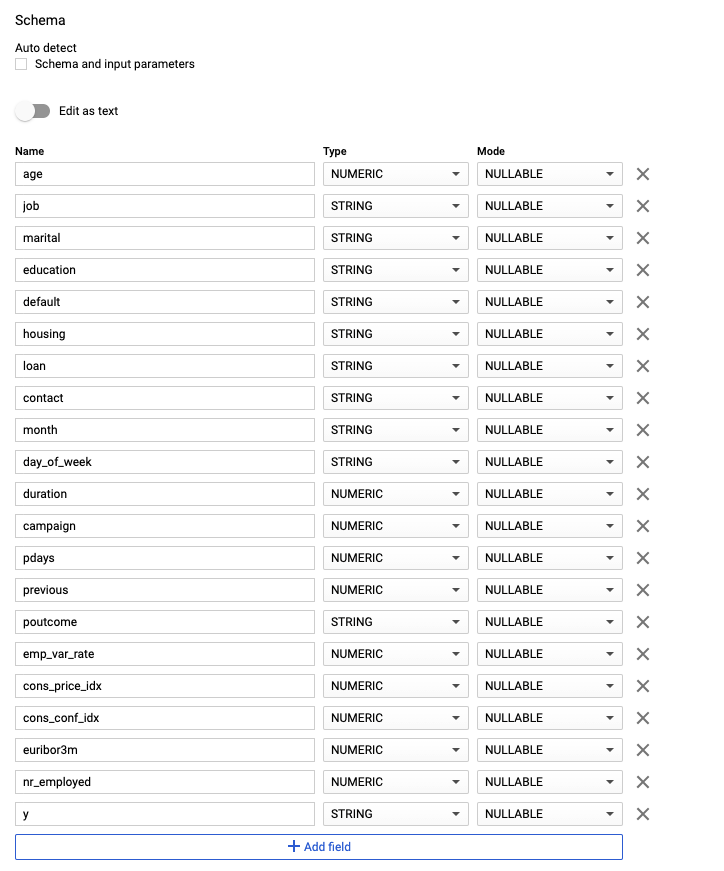 Schema
Auto detect
Schema and input parameters
Edit as text
Name Type Mode
age NUMERIC NULLABLE
job STRING NULLABLE
marital STRING NULLABLE
education STRING NULLABLE
default STRING NULLABLE
housing STRING NULLABLE
loan STRING NULLABLE
contact STRING NULLABLE
month STRING NULLABLE
day_of_week STRING NULLABLE
duration NUMERIC NULLABLE
campaign NUMERIC NULLABLE
pdays NUMERIC NULLABLE
previous NUMERIC NULLABLE
poutcome STRING NULLABLE
emp_var_rate NUMERIC NULLABLE
cons_price_idx NUMERIC NULLABLE
cons_conf_idx NUMERIC NULLABLE
euribor3m NUMERIC NULLABLE
nr_employed NUMERIC NULLABLE
y STRING NULLABLE
Add field